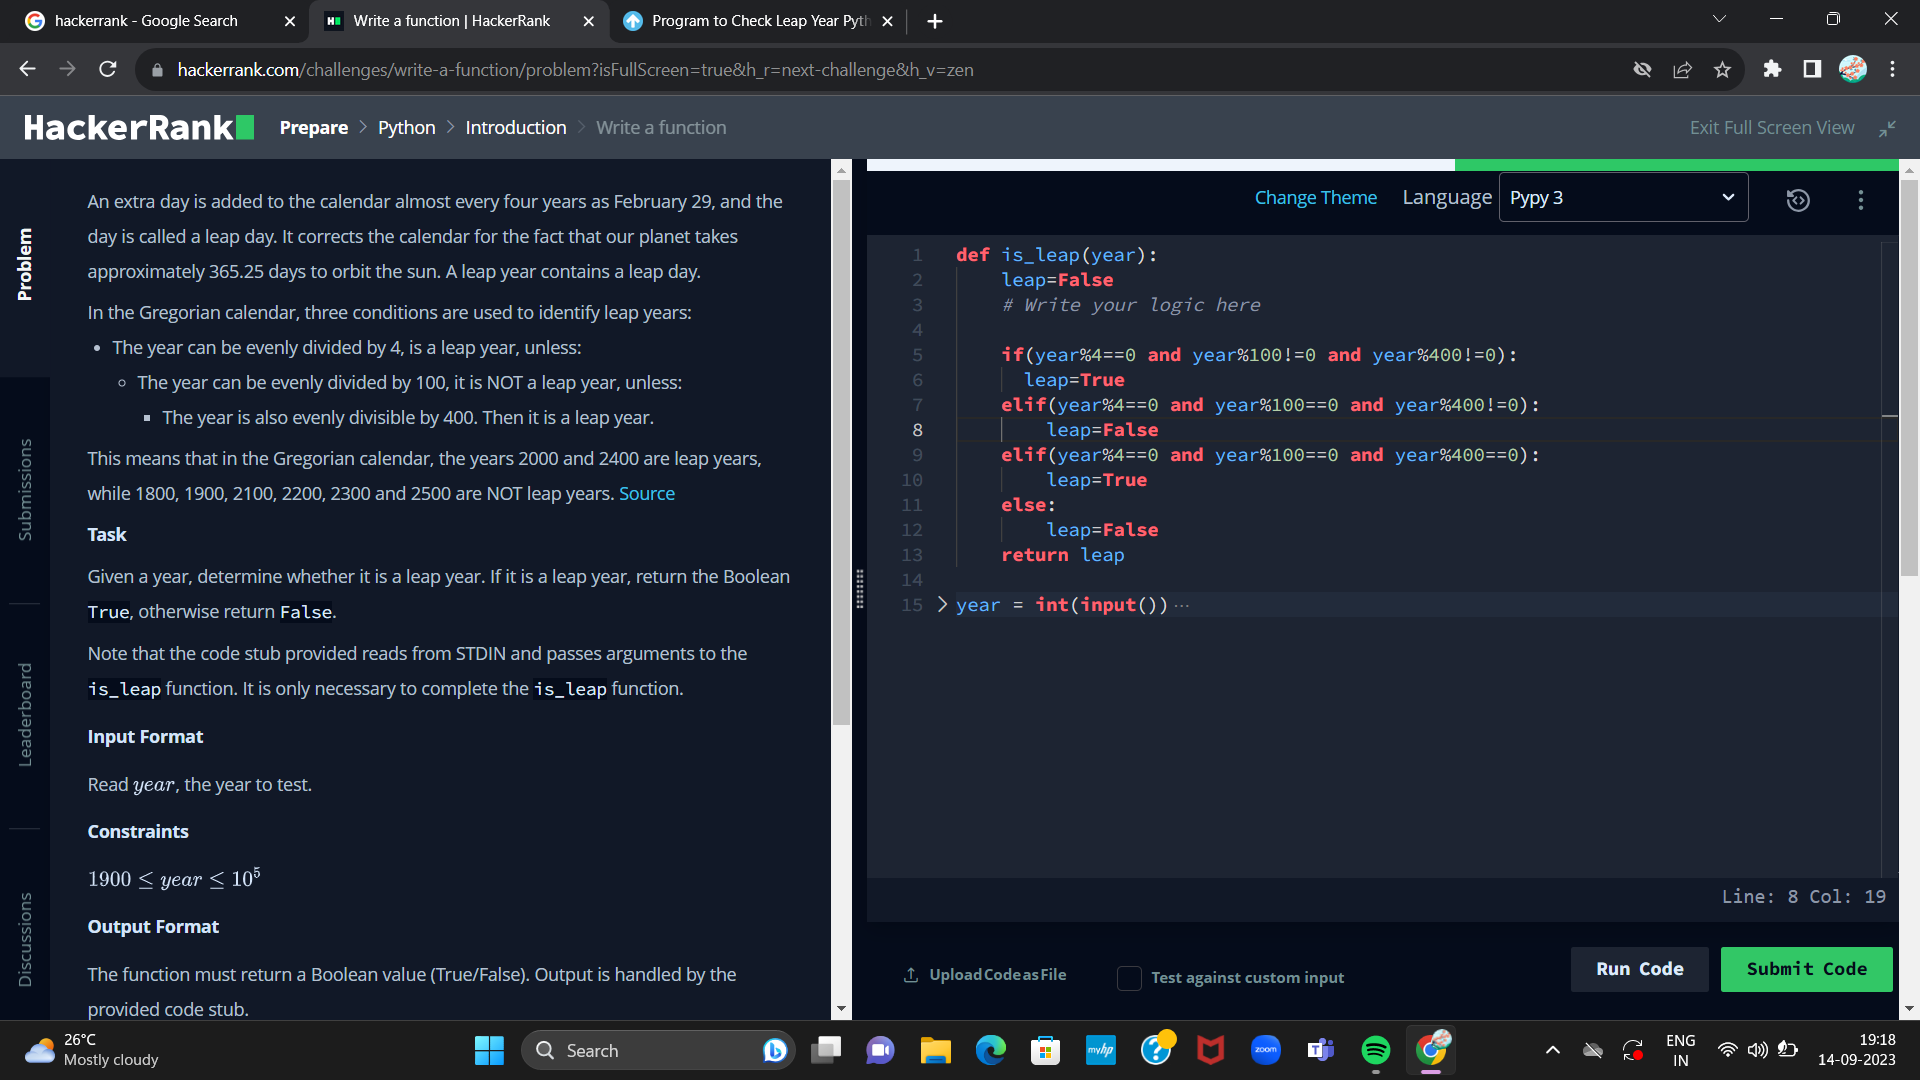 hackerrank - Google Search
Write a function | HackerRank
Program to Check Leap Year Pyth
hackerrank.com/challenges/write-a-function/problem?isFullScreen=true&h_r=next-challenge&h_v=zen
HackerRank
Prepare > Python > Introduction > Write a function
Exit Full Screen View
Problem
Submissions
Leaderboard
Discussions
An extra day is added to the calendar almost every four years as February 29, and the
day is called a leap day. It corrects the calendar for the fact that our planet takes
approximately 365.25 days to orbit the sun. A leap year contains a leap day.
In the Gregorian calendar, three conditions are used to identify leap years:
• The year can be evenly divided by 4, is a leap year, unless:
◦ The year can be evenly divided by 100, it is NOT a leap year, unless:
▪ The year is also evenly divisible by 400. Then it is a leap year.
This means that in the Gregorian calendar, the years 2000 and 2400 are leap years,
while 1800, 1900, 2100, 2200, 2300 and 2500 are NOT leap years. Source
Task
Given a year, determine whether it is a leap year. If it is a leap year, return the Boolean
True, otherwise return False.
Note that the code stub provided reads from STDIN and passes arguments to the
is_leap function. It is only necessary to complete the is_leap function.
Input Format
Read year, the year to test.
Constraints
1900 ≤ year ≤ 10⁵
Output Format
The function must return a Boolean value (True/False). Output is handled by the
provided code stub.
Change Theme Language Pypy 3
1 def is_leap(year):
2     leap=False
3     # Write your logic here
4
5     if(year%4==0 and year%100!=0 and year%400!=0):
6       leap=True
7     elif(year%4==0 and year%100==0 and year%400!=0):
8         leap=False
9     elif(year%4==0 and year%100==0 and year%400==0):
10         leap=True
11     else:
12         leap=False
13     return leap
14
15 > year = int(input())···
Line: 8 Col: 19
Upload Code as File
Test against custom input
Run Code
Submit Code
26°C
Mostly cloudy
Search
myhp
zoom
ENG
IN
19:18
14-09-2023